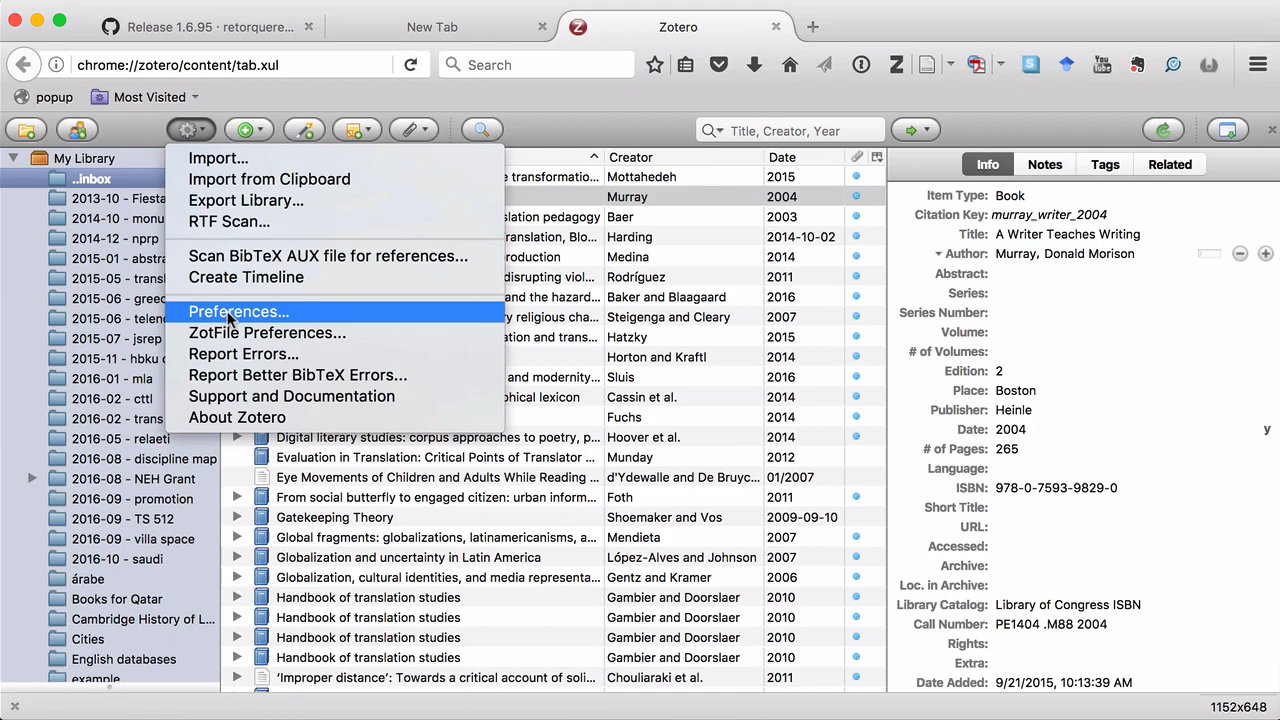 Release 1.6.95 - retorquere...
New Tab
Zotero
chrome://zotero/content/tab.xul
Search
popup
Most Visited
Title, Creator, Year
My Library
..inbox
2013-10 - Fiesta
2014-10 - monu
2014-12 - nprp
2015-01 - abstra
2015-05 - transl
2015-06 - greec
2015-06 - telen
2015-07 - jsrep
2015-11 - hbku
2016-01 - mla
2016-02 - cttl
2016-02 - trans
2016-05 - relaeti
2016-08 - discipline map
2016-08 - NEH Grant
2016-09 - promotion
2016-09 - TS 512
2016-09 - villa space
2016-10 - saudi
árabe
Books for Qatar
Cambridge History of L...
Cities
English databases
example
Import...
Import from Clipboard
Export Library...
RTF Scan...
Scan BibTeX AUX file for references...
Create Timeline
Preferences...
ZotFile Preferences...
Report Errors...
Report Better BibTeX Errors...
Support and Documentation
About Zotero
Creator
Date
e transformatio... Mottahedeh 2015
Murray 2004
slation pedagogy Baer 2003
ranslation, Blo... Harding 2014-10-02
production Medina 2014
disrupting viol... Rodríguez 2011
and the hazard... Baker and Blaagaard 2016
ry religious cha... Steigenga and Cleary 2007
on and trans... Hatzky 2015
Horton and Kraftl 2014
and modernity... Sluis 2016
phical lexicon Cassin et al. 2014
Fuchs 2014
Digital literary studies: corpus approaches to poetry, p... Hoover et al. 2014
Evaluation in Translation: Critical Points of Translator ... Munday 2012
Eye Movements of Children and Adults While Reading ... d'Ydewalle and De Bruyc... 01/2007
From social butterfly to engaged citizen: urban inform... Foth 2011
Gatekeeping Theory Shoemaker and Vos 2009-09-10
Global fragments: globalizations, latinamericanisms, a... Mendieta 2007
Globalization and uncertainty in Latin America López-Alves and Johnson 2007
Globalization, cultural identities, and media representa... Gentz and Kramer 2006
Handbook of translation studies Gambier and Doorslaer 2010
Handbook of translation studies Gambier and Doorslaer 2010
Handbook of translation studies Gambier and Doorslaer 2010
Handbook of translation studies Gambier and Doorslaer 2010
'Improper distance': Towards a critical account of soli... Chouliaraki et al. 2011
Info
Notes
Tags
Related
Item Type: Book
Citation Key: murray_writer_2004
Title: A Writer Teaches Writing
Author: Murray, Donald Morison
Abstract:
Series:
Series Number:
Volume:
# of Volumes:
Edition: 2
Place: Boston
Publisher: Heinle
Date: 2004 y
# of Pages: 265
Language:
ISBN: 978-0-7593-9829-0
Short Title:
URL:
Accessed:
Archive:
Loc. in Archive:
Library Catalog: Library of Congress ISBN
Call Number: PE1404 .M88 2004
Rights:
Extra:
Date Added: 9/21/2015, 10:13:39 AM
1152x648